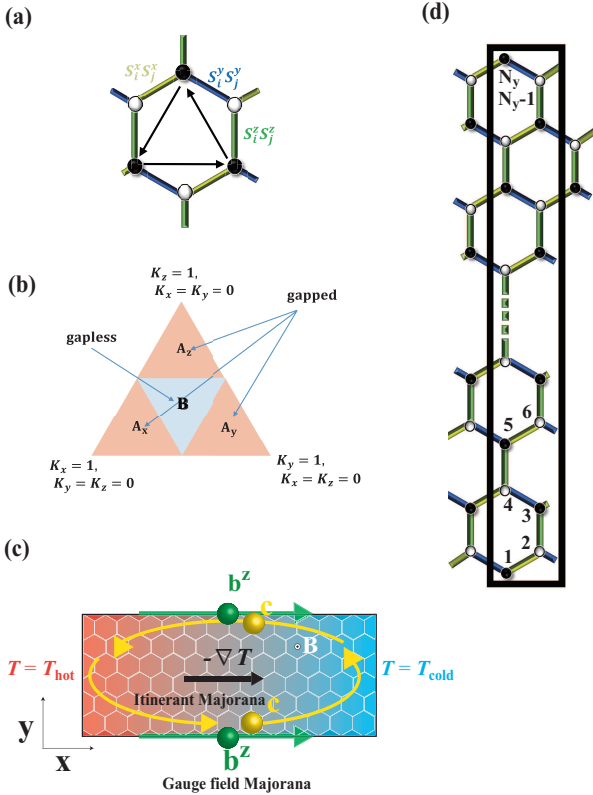 (a)
S_i^x S_j^x
S_i^y S_j^y
S_i^z S_j^z
(b)
K_z = 1,
K_x = K_y = 0
gapped
gapless
A_z
B
A_x
A_y
K_x = 1,
K_y = K_z = 0
K_y = 1,
K_x = K_z = 0
(c)
b^z
c
B
- ∇ T
T = T_hot
T = T_cold
Itinerant Majorana
c
b^z
y
x
Gauge field Majorana
(d)
N_y
N_y-1
6
5
4
3
2
1